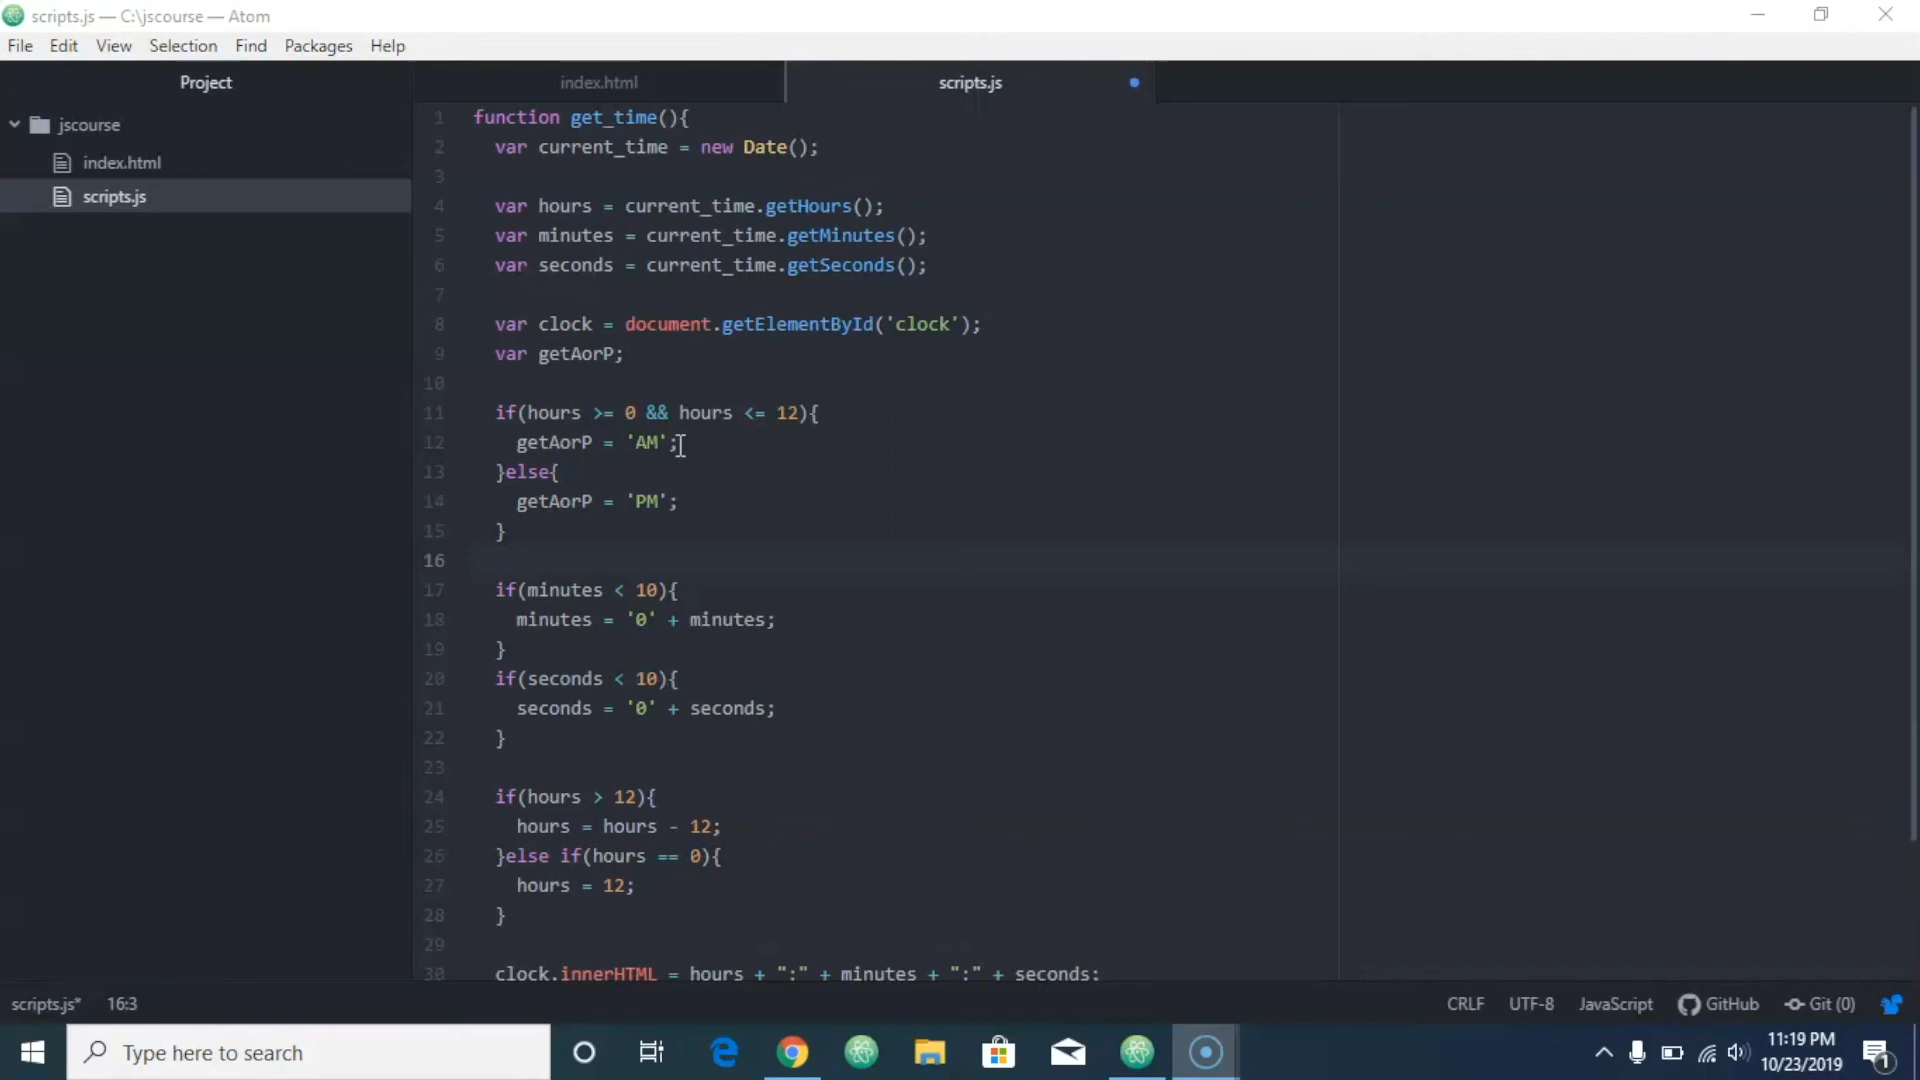 scripts.js — C:\jscourse — Atom
File Edit View Selection Find Packages Help
Project
index.html
scripts.js
jscourse
index.html
scripts.js
1 function get_time(){
2 var current_time = new Date();
3
4 var hours = current_time.getHours();
5 var minutes = current_time.getMinutes();
6 var seconds = current_time.getSeconds();
7
8 var clock = document.getElementById('clock');
9 var getAorP;
10
11 if(hours >= 0 && hours <= 12){
12 getAorP = 'AM';
13 }else{
14 getAorP = 'PM';
15 }
16
17 if(minutes < 10){
18 minutes = '0' + minutes;
19 }
20 if(seconds < 10){
21 seconds = '0' + seconds;
22 }
23
24 if(hours > 12){
25 hours = hours - 12;
26 }else if(hours == 0){
27 hours = 12;
28 }
29
30 clock.innerHTML = hours + ":" + minutes + ":" + seconds;
scripts.js* 16:3 CRLF UTF-8 JavaScript GitHub Git (0)
Type here to search
11:19 PM
10/23/2019
1